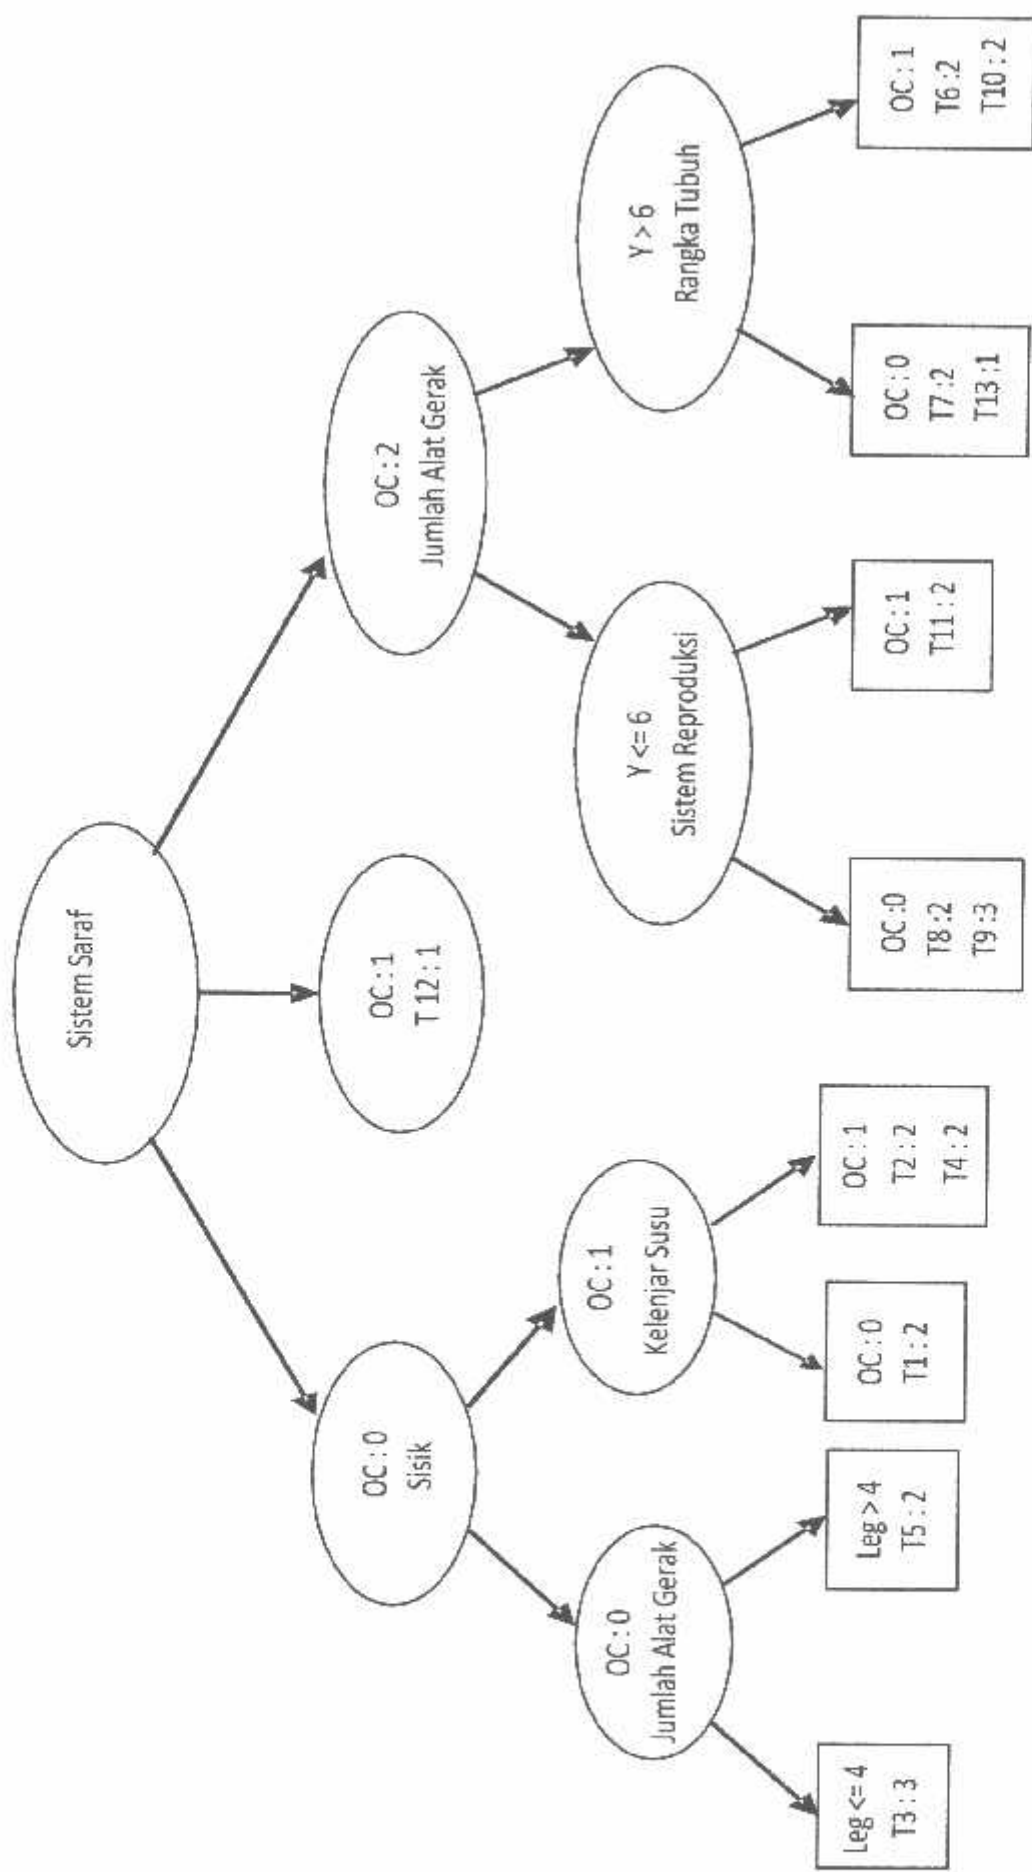 Sistem Saraf
OC : 0
Sisik
OC : 1
T 12 : 1
OC : 2
Jumlah Alat Gerak
OC : 0
Jumlah Alat Gerak
OC : 1
Kelenjar Susu
Y <= 6
Sistem Reproduksi
Y > 6
Rangka Tubuh
Leg <= 4
T3 : 3
Leg > 4
T5 : 2
OC : 0
T1 : 2
OC : 1
T2 : 2
T4 : 2
OC :0
T8 :2
T9 :3
OC : 1
T11 : 2
OC : 0
T7 : 2
T13 :1
OC : 1
T6 :2
T10 : 2